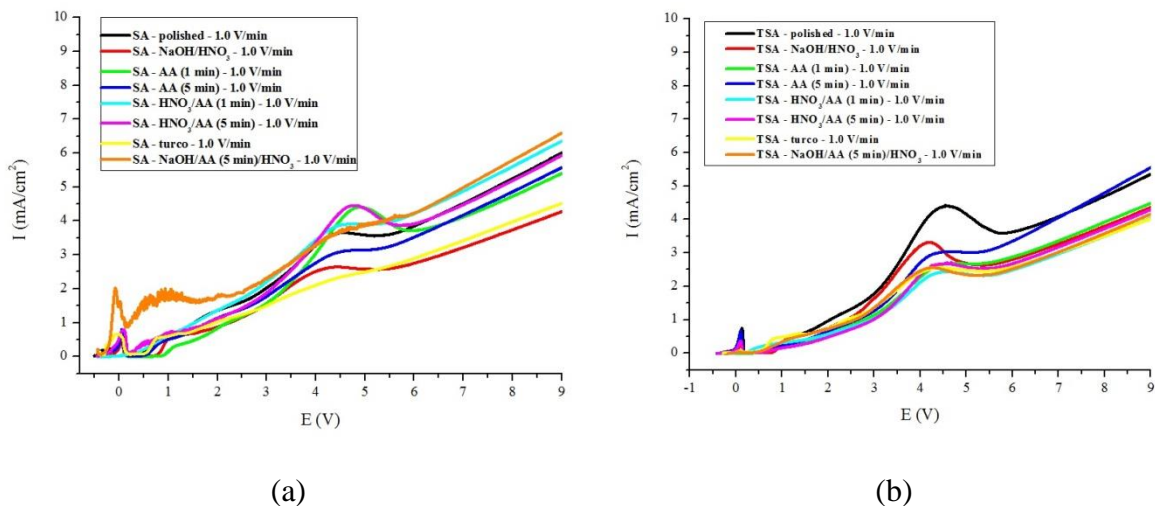 10
9
8
7
6
5
4
3
2
1
0
I (mA/cm²)
SA - polished - 1.0 V/min
SA - NaOH/HNO₃ - 1.0 V/min
SA - AA (1 min) - 1.0 V/min
SA - AA (5 min) - 1.0 V/min
SA - HNO₃/AA (1 min) - 1.0 V/min
SA - HNO₃/AA (5 min) - 1.0 V/min
SA - turco - 1.0 V/min
SA - NaOH/AA (5 min)/HNO₃ - 1.0 V/min
0 1 2 3 4 5 6 7 8 9
E (V)
(a)
10
9
8
7
6
5
4
3
2
1
0
I (mA/cm²)
TSA - polished - 1.0 V/min
TSA - NaOH/HNO₃ - 1.0 V/min
TSA - AA (1 min) - 1.0 V/min
TSA - AA (5 min) - 1.0 V/min
TSA - HNO₃/AA (1 min) - 1.0 V/min
TSA - HNO₃/AA (5 min) - 1.0 V/min
TSA - turco - 1.0 V/min
TSA - NaOH/AA (5 min)/HNO₃ - 1.0 V/min
-1 0 1 2 3 4 5 6 7 8 9
E (V)
(b)